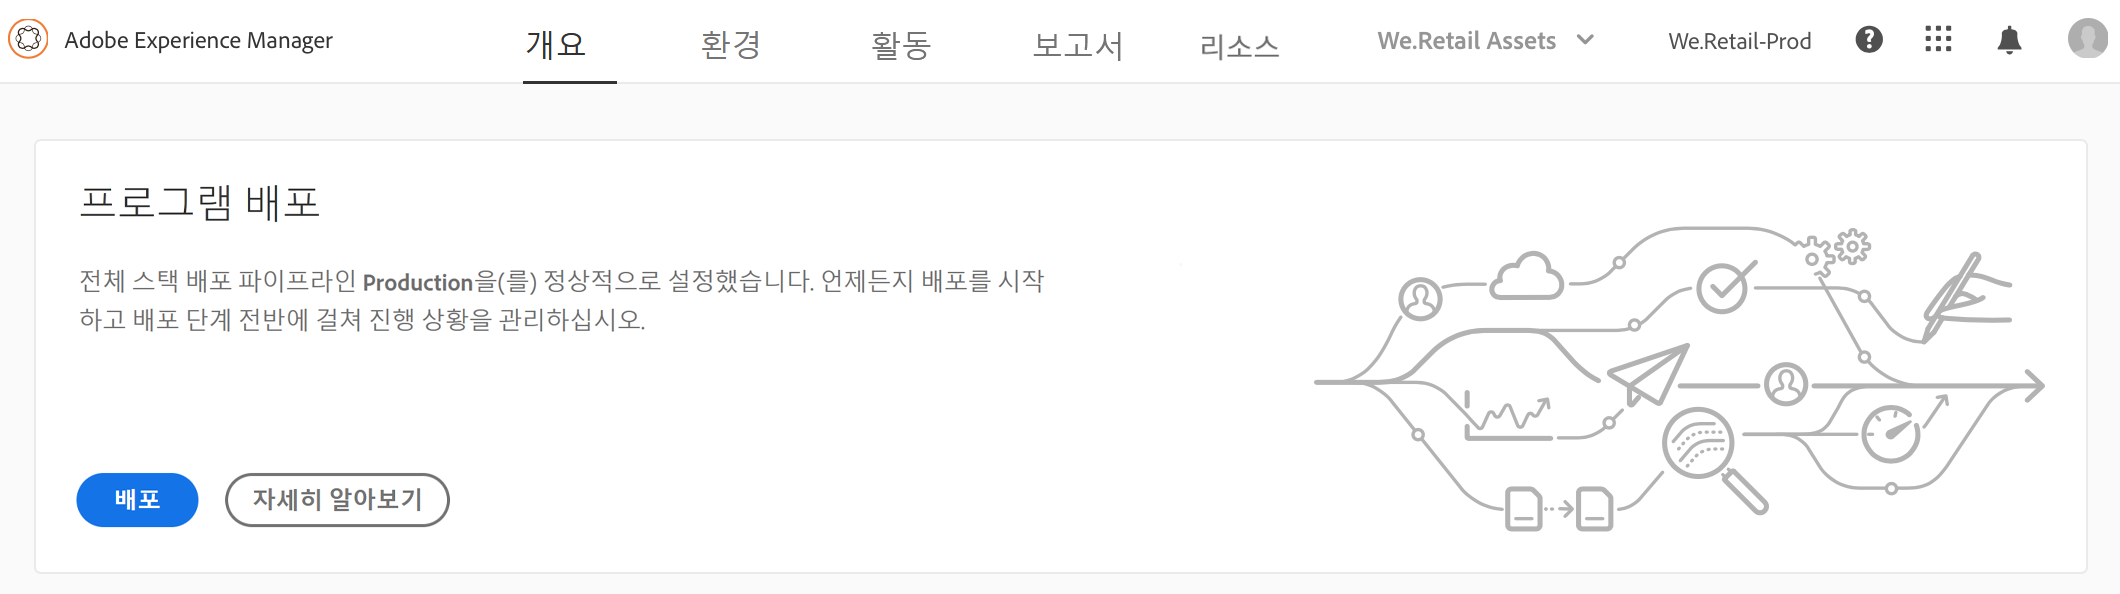 Adobe Experience Manager 개요 환경 활동 보고서 리소스 We.Retail Assets We.Retail-Prod
프로그램 배포
전체 스택 배포 파이프라인 Production을(를) 정상적으로 설정했습니다. 언제든지 배포를 시작
하고 배포 단계 전반에 걸쳐 진행 상황을 관리하십시오.
배포 자세히 알아보기